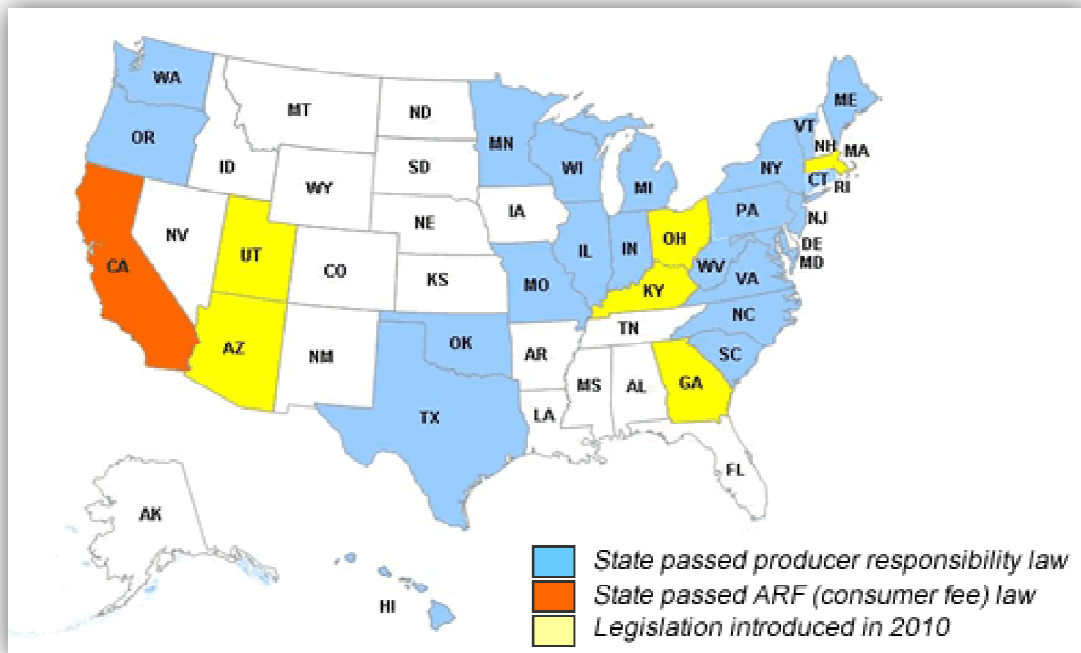 WA
MT
ND
MN
ME
VT
NH
MA
OR
ID
SD
WI
MI
NY
CT
RI
WY
IA
PA
NJ
NE
NV
UT
CO
IL
IN
OH
DE
MD
CA
KS
MO
WV
VA
KY
NC
TN
AZ
NM
OK
AR
SC
MS
AL
GA
TX
LA
FL
AK
HI
State passed producer responsibility law
State passed ARF (consumer fee) law
Legislation introduced in 2010